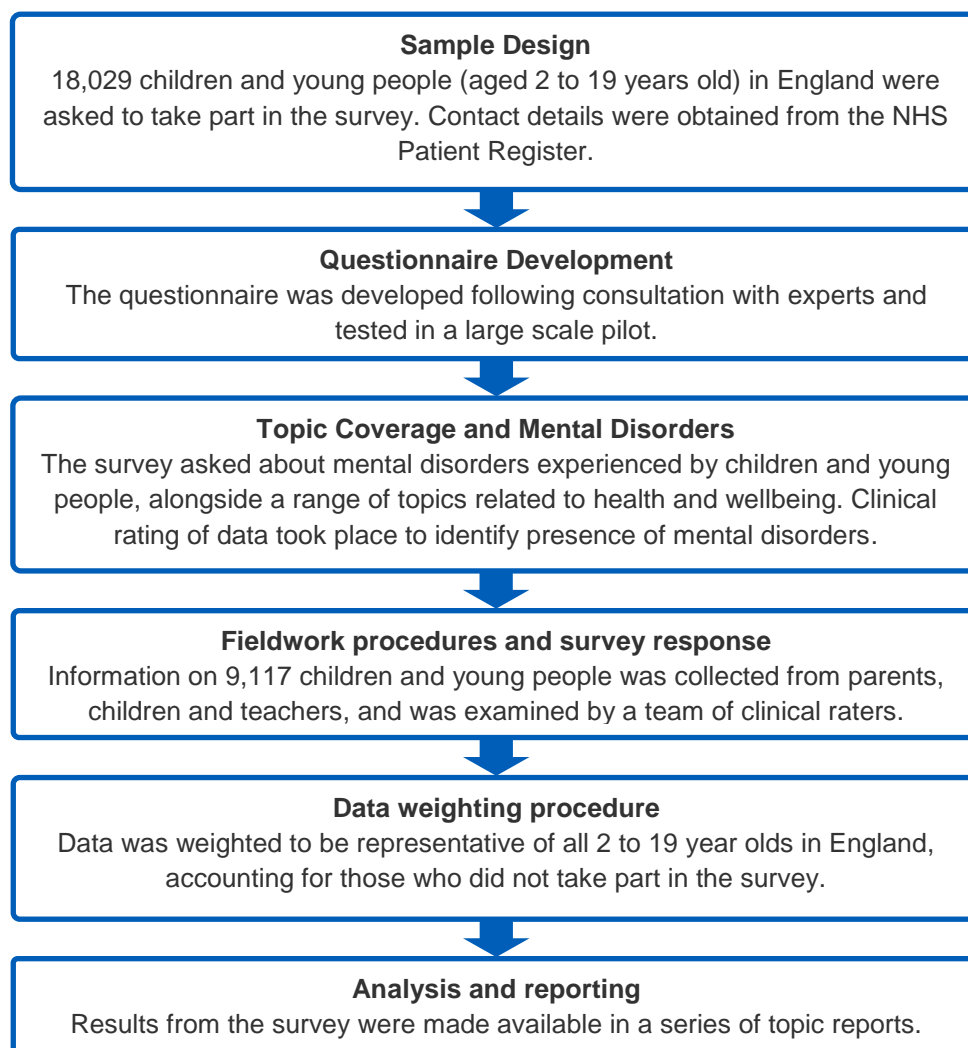 Sample Design
18,029 children and young people (aged 2 to 19 years old) in England were
asked to take part in the survey. Contact details were obtained from the NHS
Patient Register.
Questionnaire Development
The questionnaire was developed following consultation with experts and
tested in a large scale pilot.
Topic Coverage and Mental Disorders
The survey asked about mental disorders experienced by children and young
people, alongside a range of topics related to health and wellbeing. Clinical
rating of data took place to identify presence of mental disorders.
Fieldwork procedures and survey response
Information on 9,117 children and young people was collected from parents,
children and teachers, and was examined by a team of clinical raters.
Data weighting procedure
Data was weighted to be representative of all 2 to 19 year olds in England,
accounting for those who did not take part in the survey.
Analysis and reporting
Results from the survey were made available in a series of topic reports.